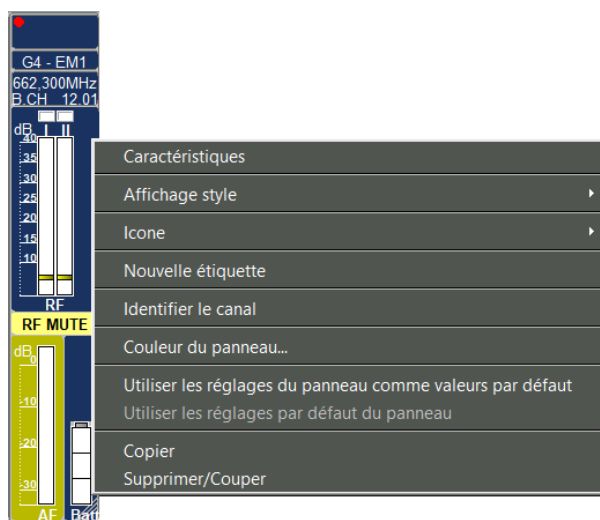 G4 - EM1
662,300MHz
B.CH 12.01
dB I II
40
35
30
25
20
15
10
RF
RF MUTE
dB
0
-10
-20
-30
AF Batt
Caractéristiques
Affichage style
Icone
Nouvelle étiquette
Identifier le canal
Couleur du panneau...
Utiliser les réglages du panneau comme valeurs par défaut
Utiliser les réglages par défaut du panneau
Copier
Supprimer/Couper